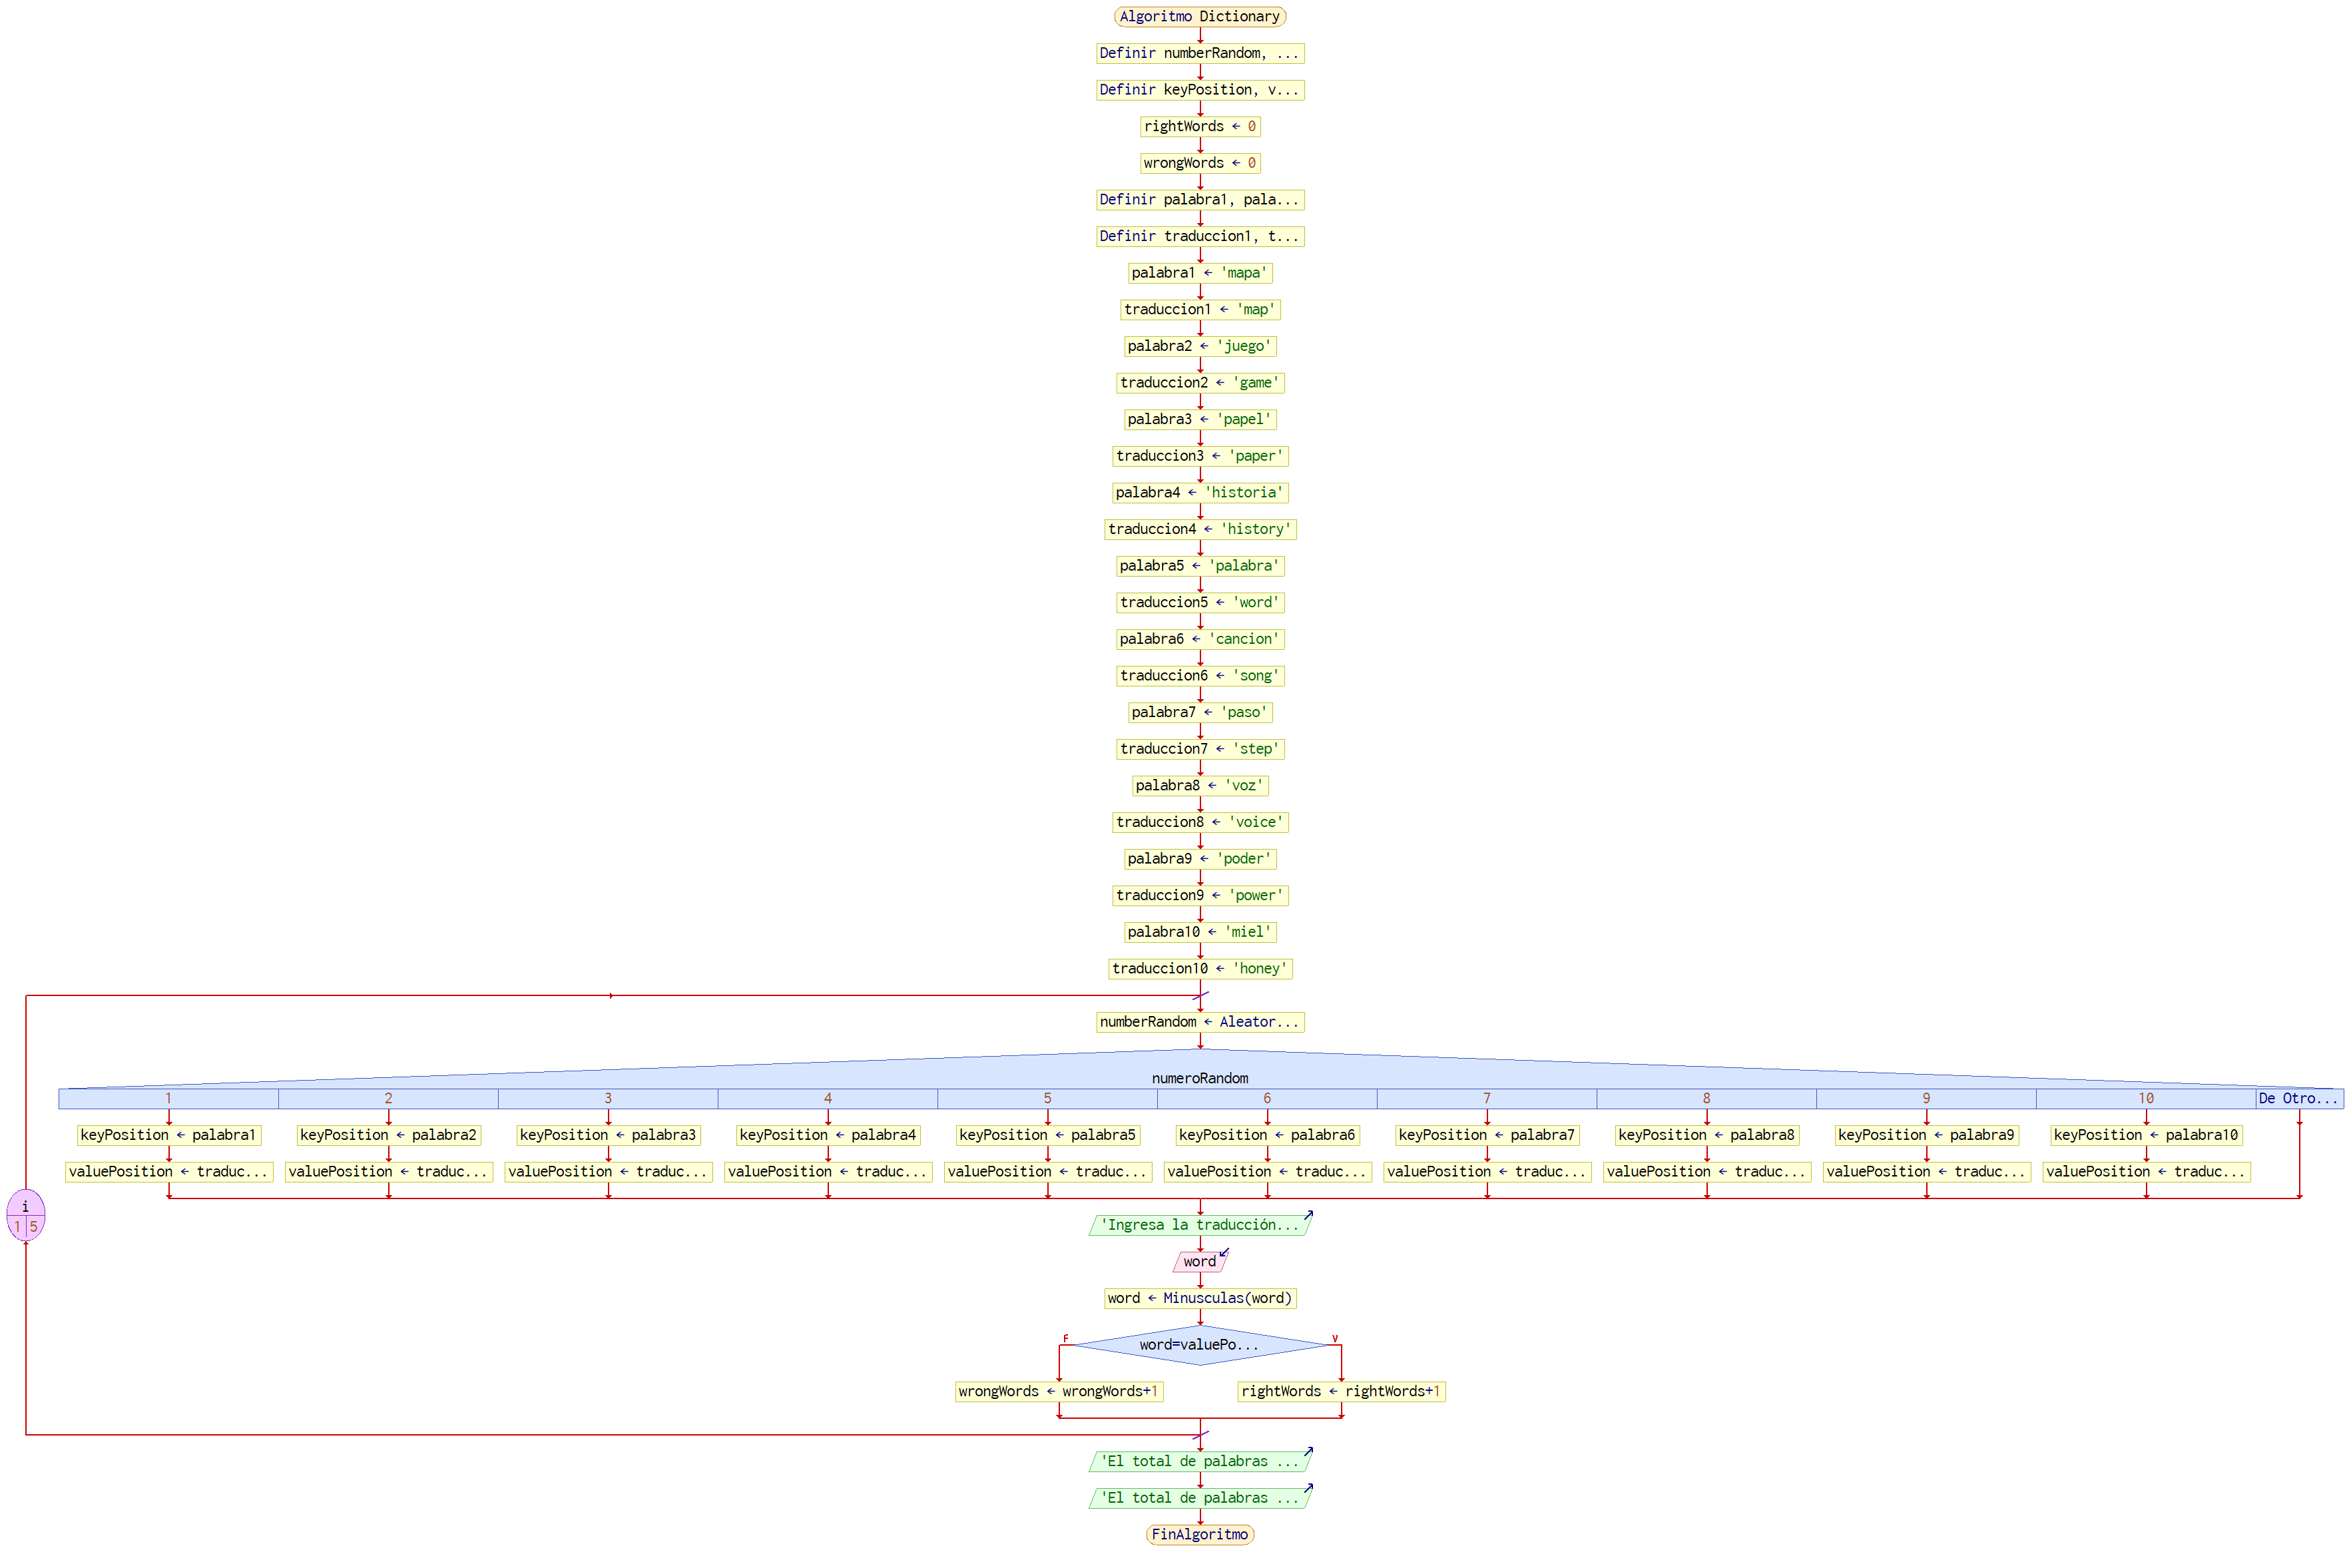 Algoritmo Dictionary
Definir numberRandom, ...
Definir keyPosition, v...
rightWords ← 0
wrongWords ← 0
Definir palabra1, pala...
Definir traduccion1, t...
palabra1 ← 'mapa'
traduccion1 ← 'map'
palabra2 ← 'juego'
traduccion2 ← 'game'
palabra3 ← 'papel'
traduccion3 ← 'paper'
palabra4 ← 'historia'
traduccion4 ← 'history'
palabra5 ← 'palabra'
traduccion5 ← 'word'
palabra6 ← 'cancion'
traduccion6 ← 'song'
palabra7 ← 'paso'
traduccion7 ← 'step'
palabra8 ← 'voz'
traduccion8 ← 'voice'
palabra9 ← 'poder'
traduccion9 ← 'power'
palabra10 ← 'miel'
traduccion10 ← 'honey'
numberRandom ← Aleator...
numeroRandom
1 2 3 4 5 6 7 8 9 10 De Otro...
keyPosition ← palabra1 keyPosition ← palabra2 keyPosition ← palabra3 keyPosition ← palabra4 keyPosition ← palabra5 keyPosition ← palabra6 keyPosition ← palabra7 keyPosition ← palabra8 keyPosition ← palabra9 keyPosition ← palabra10
valuePosition ← traduc... valuePosition ← traduc... valuePosition ← traduc... valuePosition ← traduc... valuePosition ← traduc... valuePosition ← traduc... valuePosition ← traduc... valuePosition ← traduc... valuePosition ← traduc... valuePosition ← traduc...
i
1 5
'Ingresa la traducción...
word
word ← Minusculas(word)
F word=valuePo... V
wrongWords ← wrongWords+1 rightWords ← rightWords+1
'El total de palabras ...
'El total de palabras ...
FinAlgoritmo